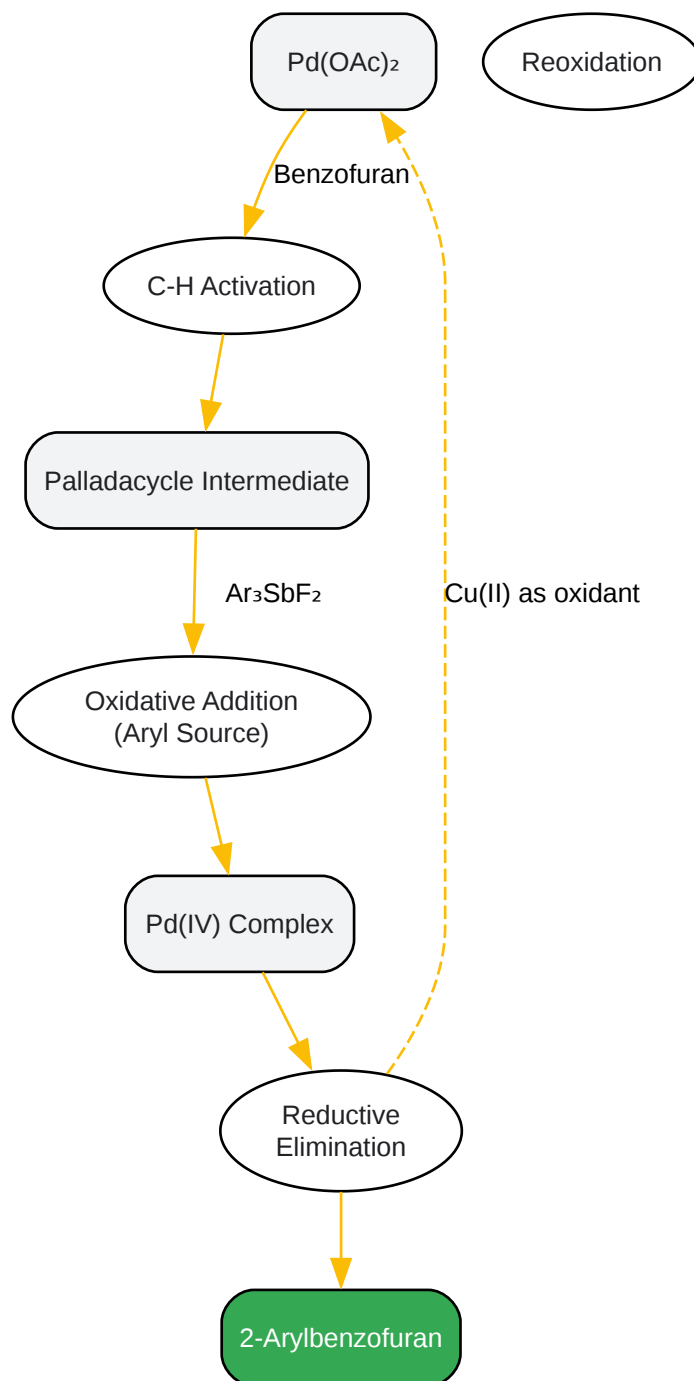 Pd(OAc)₂
Reoxidation
Benzofuran
C-H Activation
Palladacycle Intermediate
Ar₃SbF₂
Cu(II) as oxidant
Oxidative Addition
(Aryl Source)
Pd(IV) Complex
Reductive
Elimination
2-Arylbenzofuran